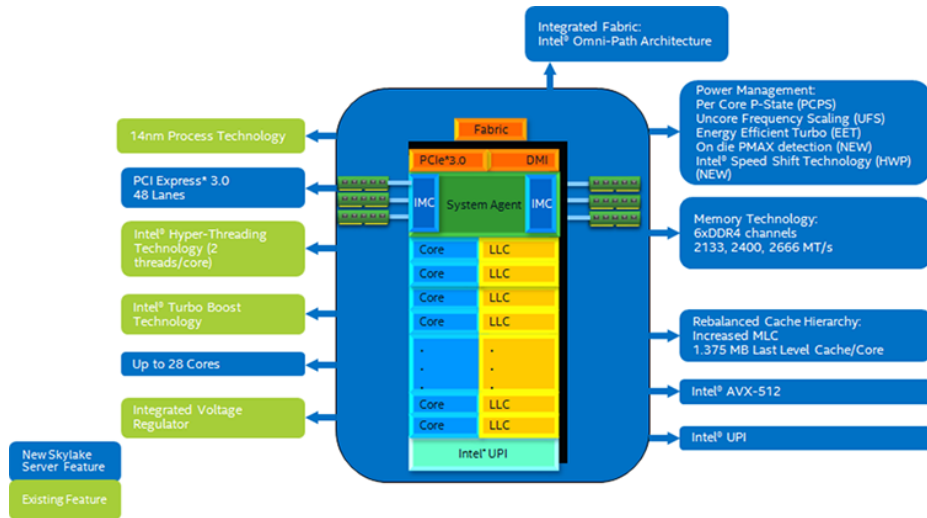 Integrated Fabric:
Intel® Omni-Path Architecture
14nm Process Technology
PCI Express* 3.0
48 Lanes
Intel® Hyper-Threading
Technology (2
threads/core)
Intel® Turbo Boost
Technology
Up to 28 Cores
Integrated Voltage
Regulator
New Skylake
Server Feature
Existing Feature
Fabric
PCIe*3.0
DMI
IMC
System Agent
IMC
Core
LLC
Core
LLC
Core
LLC
Core
LLC
.
.
.
.
.
.
Core
LLC
Core
LLC
Intel® UPI
Power Management:
Per Core P-State (PCPS)
Uncore Frequency Scaling (UFS)
Energy Efficient Turbo (EET)
On die PMAX detection (NEW)
Intel® Speed Shift Technology (HWP)
(NEW)
Memory Technology:
6xDDR4 channels
2133, 2400, 2666 MT/s
Rebalanced Cache Hierarchy:
Increased MLC
1.375 MB Last Level Cache/Core
Intel® AVX-512
Intel® UPI